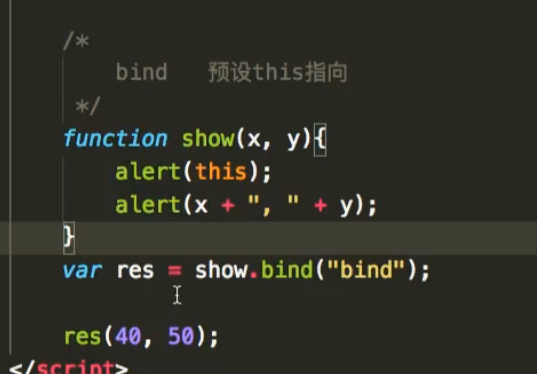 /*
bind 预设this指向
*/
function show(x, y){
alert(this);
alert(x + ", " + y);
}
var res = show.bind("bind");
res(40, 50);
</script>